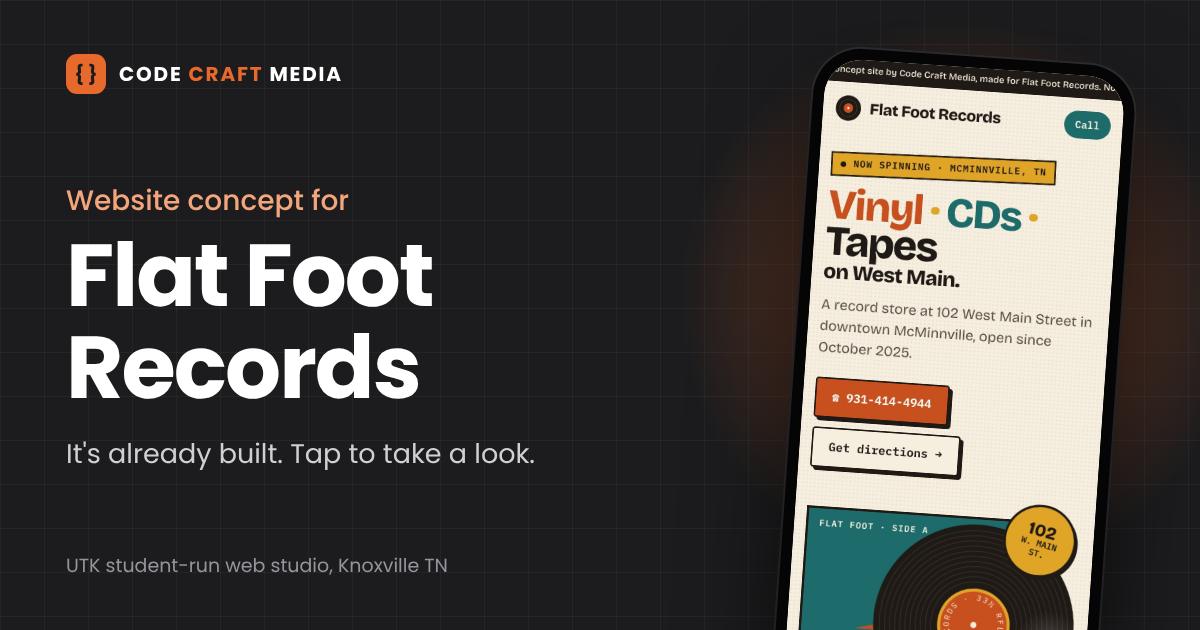 { } CODE CRAFT MEDIA
Website concept for
Flat Foot
Records
It's already built. Tap to take a look.
UTK student-run web studio, Knoxville TN
concept site by Code Craft Media, made for Flat Foot Records.
Flat Foot Records
Call
NOW SPINNING · MCMINNVILLE, TN
Vinyl · CDs ·
Tapes
on West Main.
A record store at 102 West Main Street in
downtown McMinnville, open since
October 2025.
☎ 931-414-4944
Get directions →
FLAT FOOT · SIDE A
102
W. MAIN
ST.